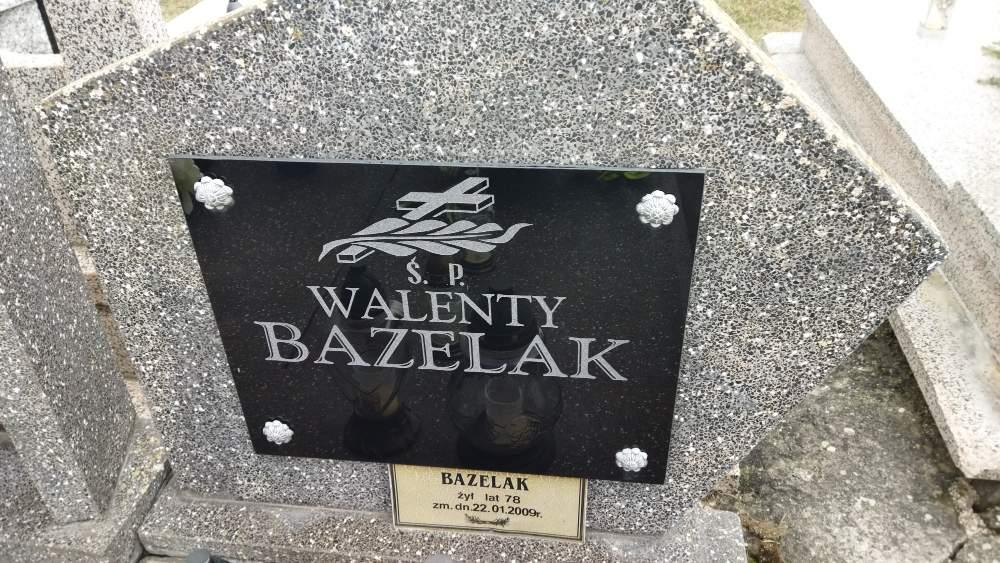 Ś. P.
WALENTY
BAZELAK
BAZELAK
żył lat 78
zm. dn. 22.01.2009r.